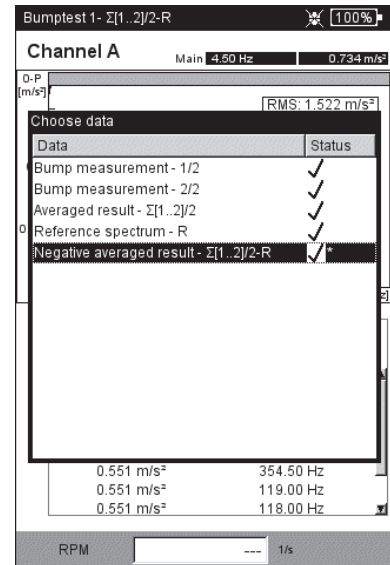 Bumptest 1- Σ[1..2]/2-R 100%
Channel A Main 4.50 Hz 0.734 m/s²
0-P
[m/s²]
RMS: 1.522 m/s²
Choose data
Data Status
Bump measurement - 1/2
Bump measurement - 2/2
Averaged result - Σ[1..2]/2
0
Reference spectrum - R
Negative averaged result - Σ[1..2]/2-R *
z]
0.551 m/s² 354.50 Hz
0.551 m/s² 119.00 Hz
0.551 m/s² 118.00 Hz
RPM --- 1/s